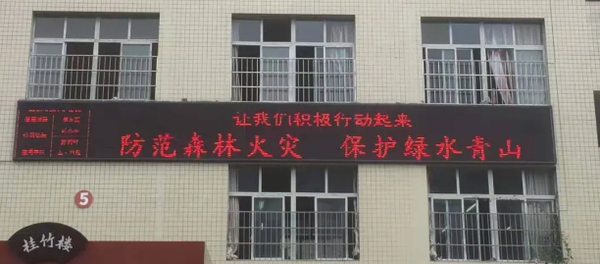 让我们积极行动起来
防范森林火灾 保护绿水青山
5
桂竹楼